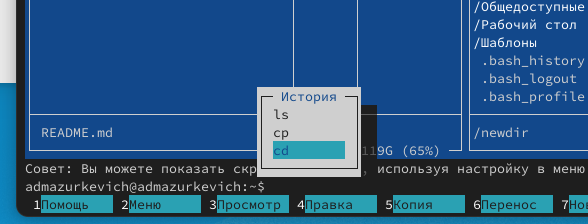 /Общедоступные
/Рабочий стол
/Шаблоны
.bash_history
.bash_logout
.bash_profile
История
ls
cp
cd
README.md
119G (65%)
/newdir
Совет: Вы можете показать скр , используя настройку в меню
admazurkevich@admazurkevich:~$
1Помощь 2Меню 3Просмотр 4Правка 5Копия 6Перенос 7Нов